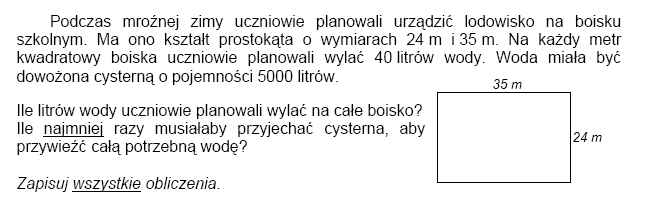 Podczas mroźnej zimy uczniowie planowali urządzić lodowisko na boisku
szkolnym. Ma ono kształt prostokąta o wymiarach 24 m i 35 m. Na każdy metr
kwadratowy boiska uczniowie planowali wylać 40 litrów wody. Woda miała być
dowożona cysterną o pojemności 5000 litrów.
35 m
Ile litrów wody uczniowie planowali wylać na całe boisko?
Ile najmniej razy musiałaby przyjechać cysterna, aby
24 m
przywieźć całą potrzebną wodę?
Zapisuj wszystkie obliczenia.